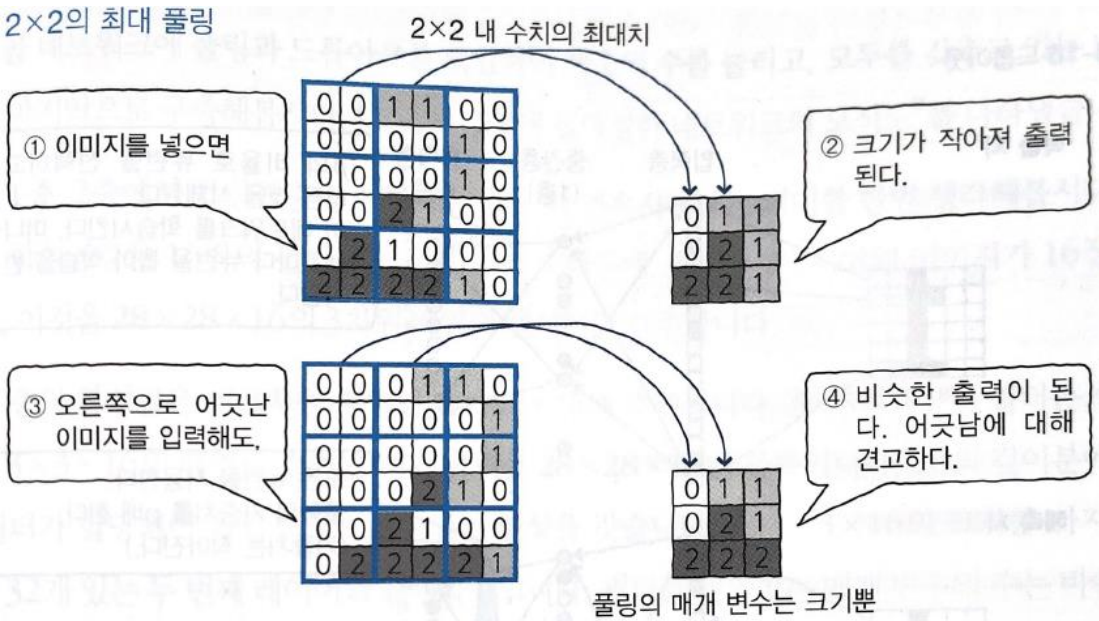 2×2의 최대 풀링
2×2 내 수치의 최대치
① 이미지를 넣으면
0 0 1 1 0 0
0 0 0 0 1 0
0 0 0 0 1 0
0 0 2 1 0 0
0 2 1 0 0 0
2 2 2 2 1 0
0 1 1
0 2 1
2 2 1
② 크기가 작아져 출력
된다.
③ 오른쪽으로 어긋난
이미지를 입력해도,
0 0 0 1 1 0
0 0 0 0 0 1
0 0 0 0 0 1
0 0 0 2 1 0
0 0 2 1 0 0
0 2 2 2 2 1
0 1 1
0 2 1
2 2 2
④ 비슷한 출력이 된
다. 어긋남에 대해
견고하다.
풀링의 매개 변수는 크기뿐